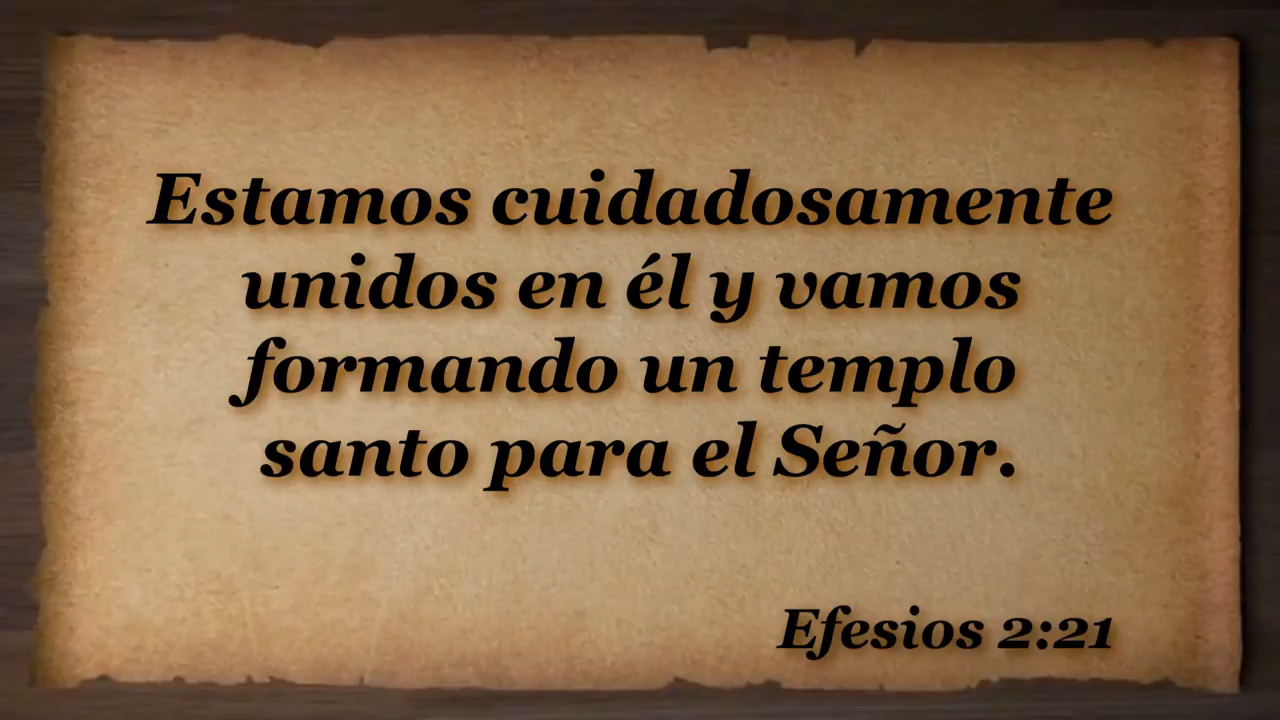 Estamos cuidadosamente
unidos en él y vamos
formando un templo
santo para el Señor.
Efesios 2:21